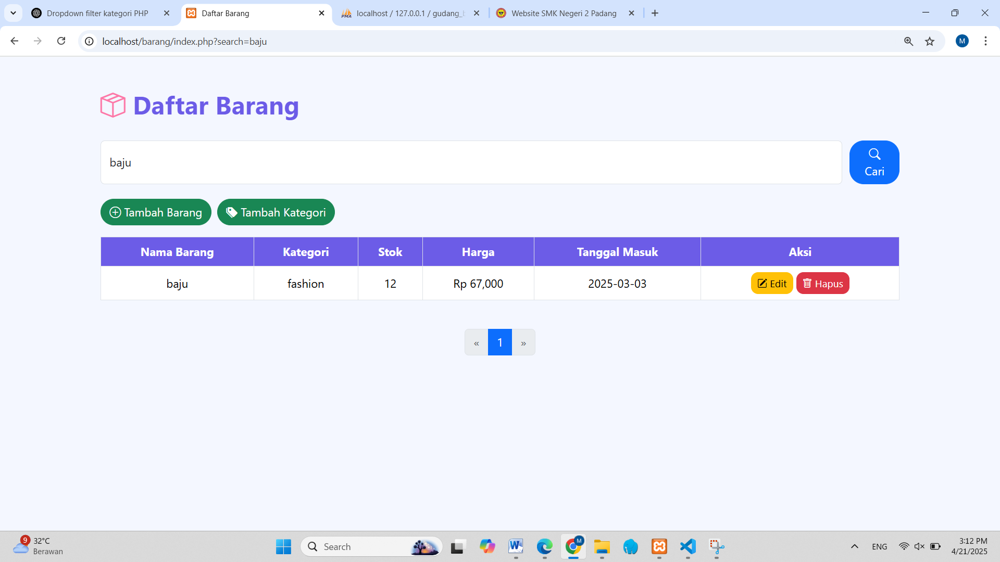 Dropdown filter kategori PHP
Daftar Barang
PMA localhost / 127.0.0.1 / gudang_b
Website SMK Negeri 2 Padang
localhost/barang/index.php?search=baju
M
Daftar Barang
baju
Cari
Tambah Barang
Tambah Kategori
Nama Barang Kategori Stok Harga Tanggal Masuk Aksi
baju fashion 12 Rp 67,000 2025-03-03 Edit Hapus
« 1 »
9 32°C
Berawan
Search
W
M
ENG
3:12 PM
4/21/2025